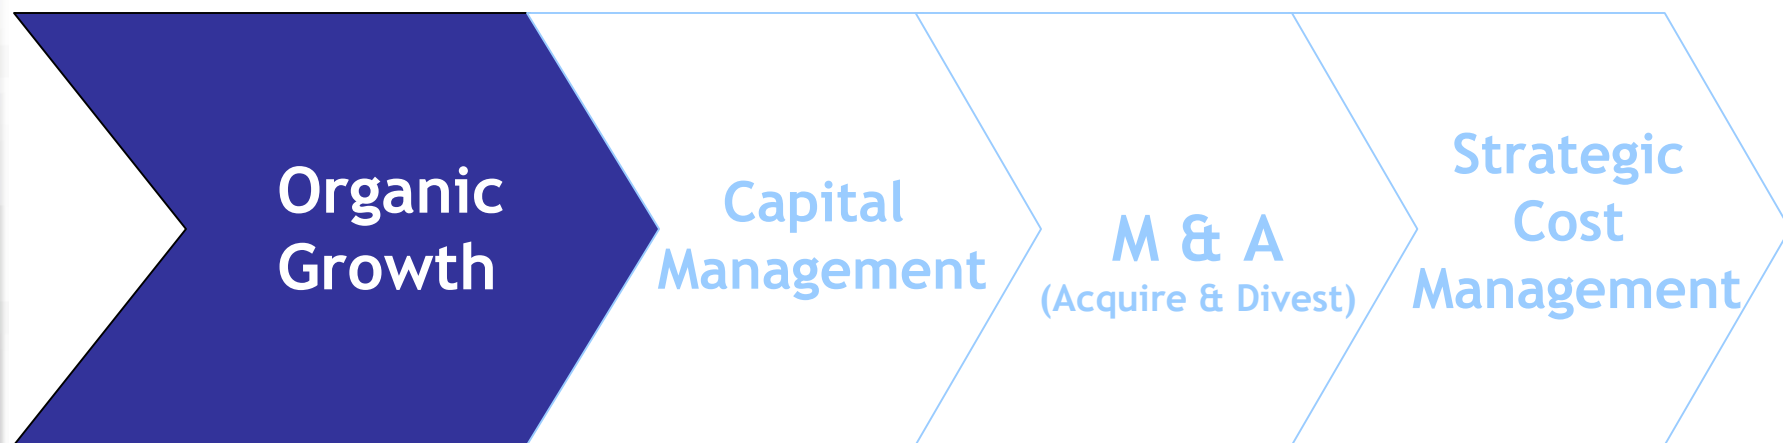 Organic
Growth
Capital
Management
M & A
(Acquire & Divest)
Strategic
Cost
Management